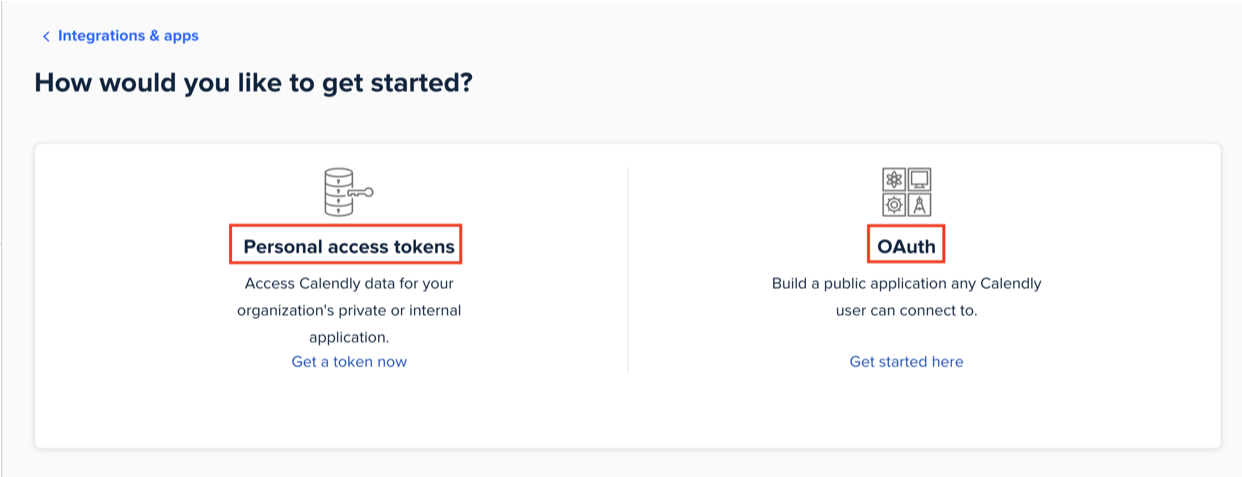 Integrations & apps
How would you like to get started?
Personal access tokens
Access Calendly data for your
organization's private or internal
application.
Get a token now
OAuth
Build a public application any Calendly
user can connect to.
Get started here